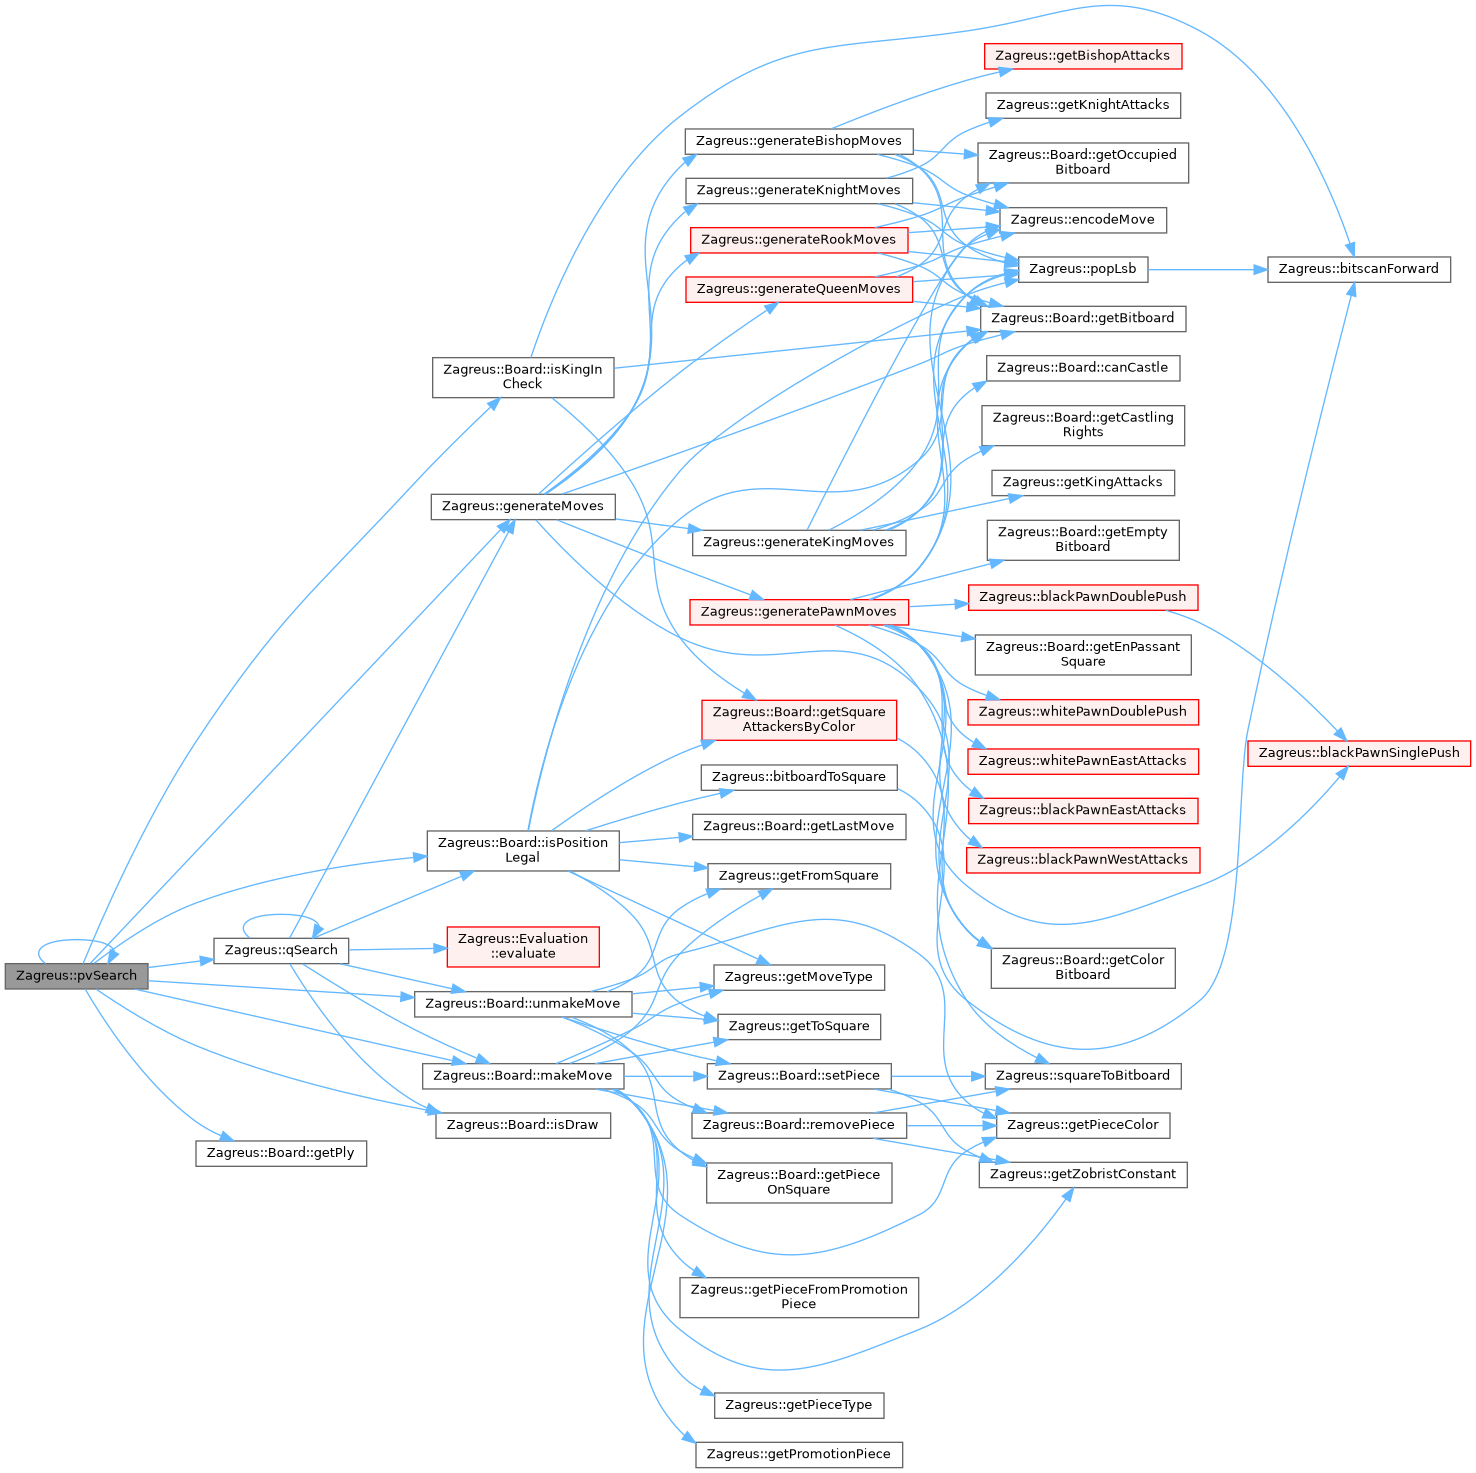 Zagreus::pvSearch
Zagreus::Board::getPly
Zagreus::qSearch
Zagreus::Board::isKingIn
Check
Zagreus::generateMoves
Zagreus::Board::isPosition
Legal
Zagreus::Evaluation
::evaluate
Zagreus::Board::unmakeMove
Zagreus::Board::makeMove
Zagreus::Board::isDraw
Zagreus::generateBishopMoves
Zagreus::generateKnightMoves
Zagreus::generateRookMoves
Zagreus::generateQueenMoves
Zagreus::generateKingMoves
Zagreus::generatePawnMoves
Zagreus::Board::getSquare
AttackersByColor
Zagreus::bitboardToSquare
Zagreus::Board::getLastMove
Zagreus::getFromSquare
Zagreus::getMoveType
Zagreus::getToSquare
Zagreus::Board::setPiece
Zagreus::Board::removePiece
Zagreus::Board::getPiece
OnSquare
Zagreus::getPieceFromPromotion
Piece
Zagreus::getPieceType
Zagreus::getPromotionPiece
Zagreus::getBishopAttacks
Zagreus::getKnightAttacks
Zagreus::Board::getOccupied
Bitboard
Zagreus::encodeMove
Zagreus::popLsb
Zagreus::Board::getBitboard
Zagreus::Board::canCastle
Zagreus::Board::getCastling
Rights
Zagreus::getKingAttacks
Zagreus::Board::getEmpty
Bitboard
Zagreus::blackPawnDoublePush
Zagreus::Board::getEnPassant
Square
Zagreus::whitePawnDoublePush
Zagreus::whitePawnEastAttacks
Zagreus::blackPawnEastAttacks
Zagreus::blackPawnWestAttacks
Zagreus::Board::getColor
Bitboard
Zagreus::squareToBitboard
Zagreus::getPieceColor
Zagreus::getZobristConstant
Zagreus::bitscanForward
Zagreus::blackPawnSinglePush